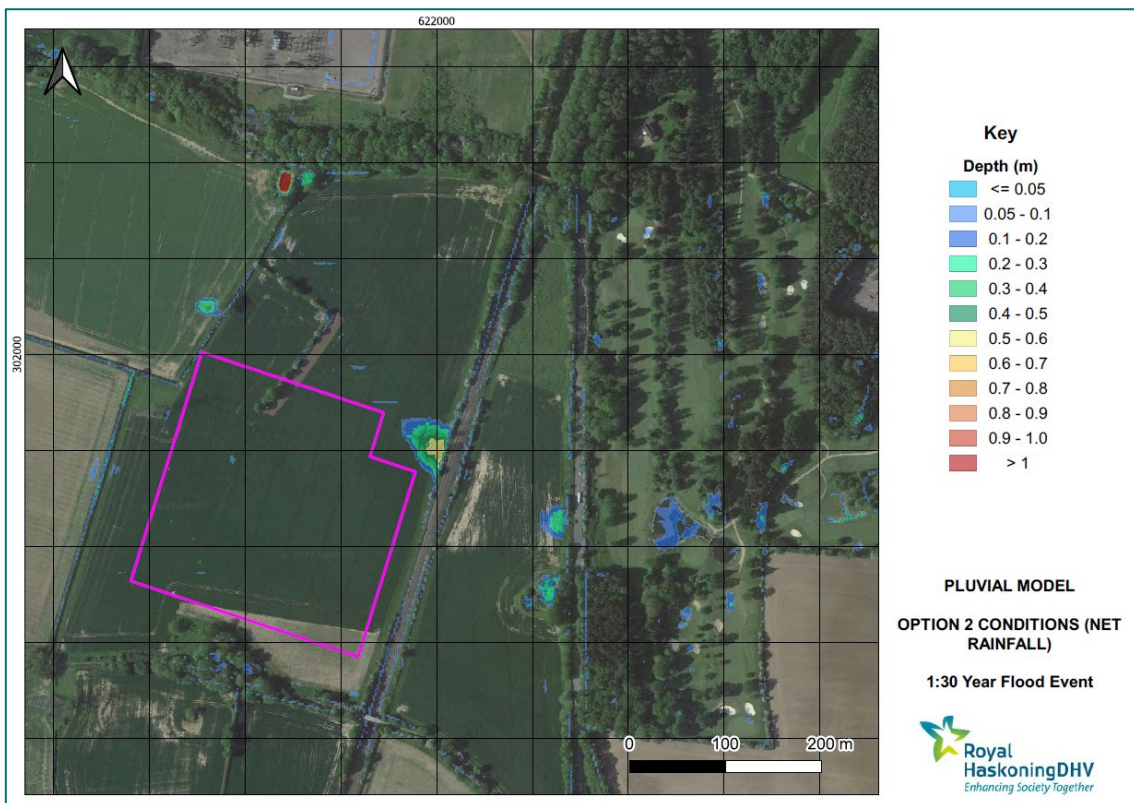 622000
302000
Key
Depth (m)
<= 0.05
0.05 - 0.1
0.1 - 0.2
0.2 - 0.3
0.3 - 0.4
0.4 - 0.5
0.5 - 0.6
0.6 - 0.7
0.7 - 0.8
0.8 - 0.9
0.9 - 1.0
> 1
PLUVIAL MODEL
OPTION 2 CONDITIONS (NET
RAINFALL)
1:30 Year Flood Event
0 100 200 m
Royal
HaskoningDHV
Enhancing Society Together